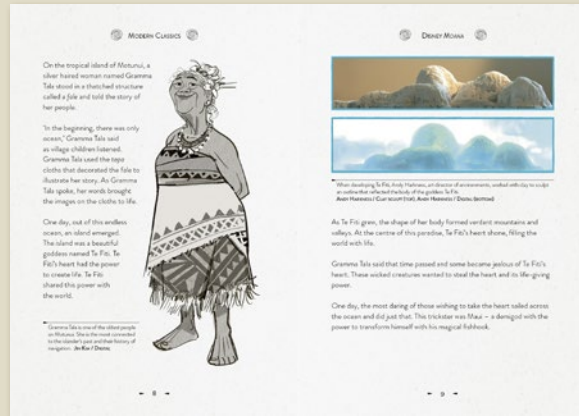 MODERN CLASSICS
On the tropical island of Motunui, a
silver haired woman named Gramma
Tala stood in a thatched structure
called a fale and told the story of
her people.
'In the beginning, there was only
ocean,' Gramma Tala said
as village children listened.
Gramma Tala used the tapa
cloths that decorated the fale to
illustrate her story. As Gramma
Tala spoke, her words brought
the images on the cloths to life.
One day, out of this endless
ocean, an island emerged.
The island was a beautiful
goddess named Te Fiti. Te
Fiti's heart had the power
to create life. Te Fiti
shared this power with
the world.
Gramma Tala is one of the oldest people
on Motunui. She is the most connected
to the islander's past and their history of
navigation. JIN KIM / DIGITAL
8
DISNEY MOANA
When developing Te Fiti, Andy Harkness, art director of environments, worked with clay to sculpt
an outline that reflected the body of the goddess Te Fiti.
ANDY HARKNESS / CLAY SCULPT (TOP), ANDY HARKNESS / DIGITAL (BOTTOM)
As Te Fiti grew, the shape of her body formed verdant mountains and
valleys. At the centre of this paradise, Te Fiti's heart shone, filling the
world with life.
Gramma Tala said that time passed and some became jealous of Te Fiti's
heart. These wicked creatures wanted to steal the heart and its life-giving
power.
One day, the most daring of those wishing to take the heart sailed across
the ocean and did just that. This trickster was Maui – a demigod with the
power to transform himself with his magical fishhook.
9